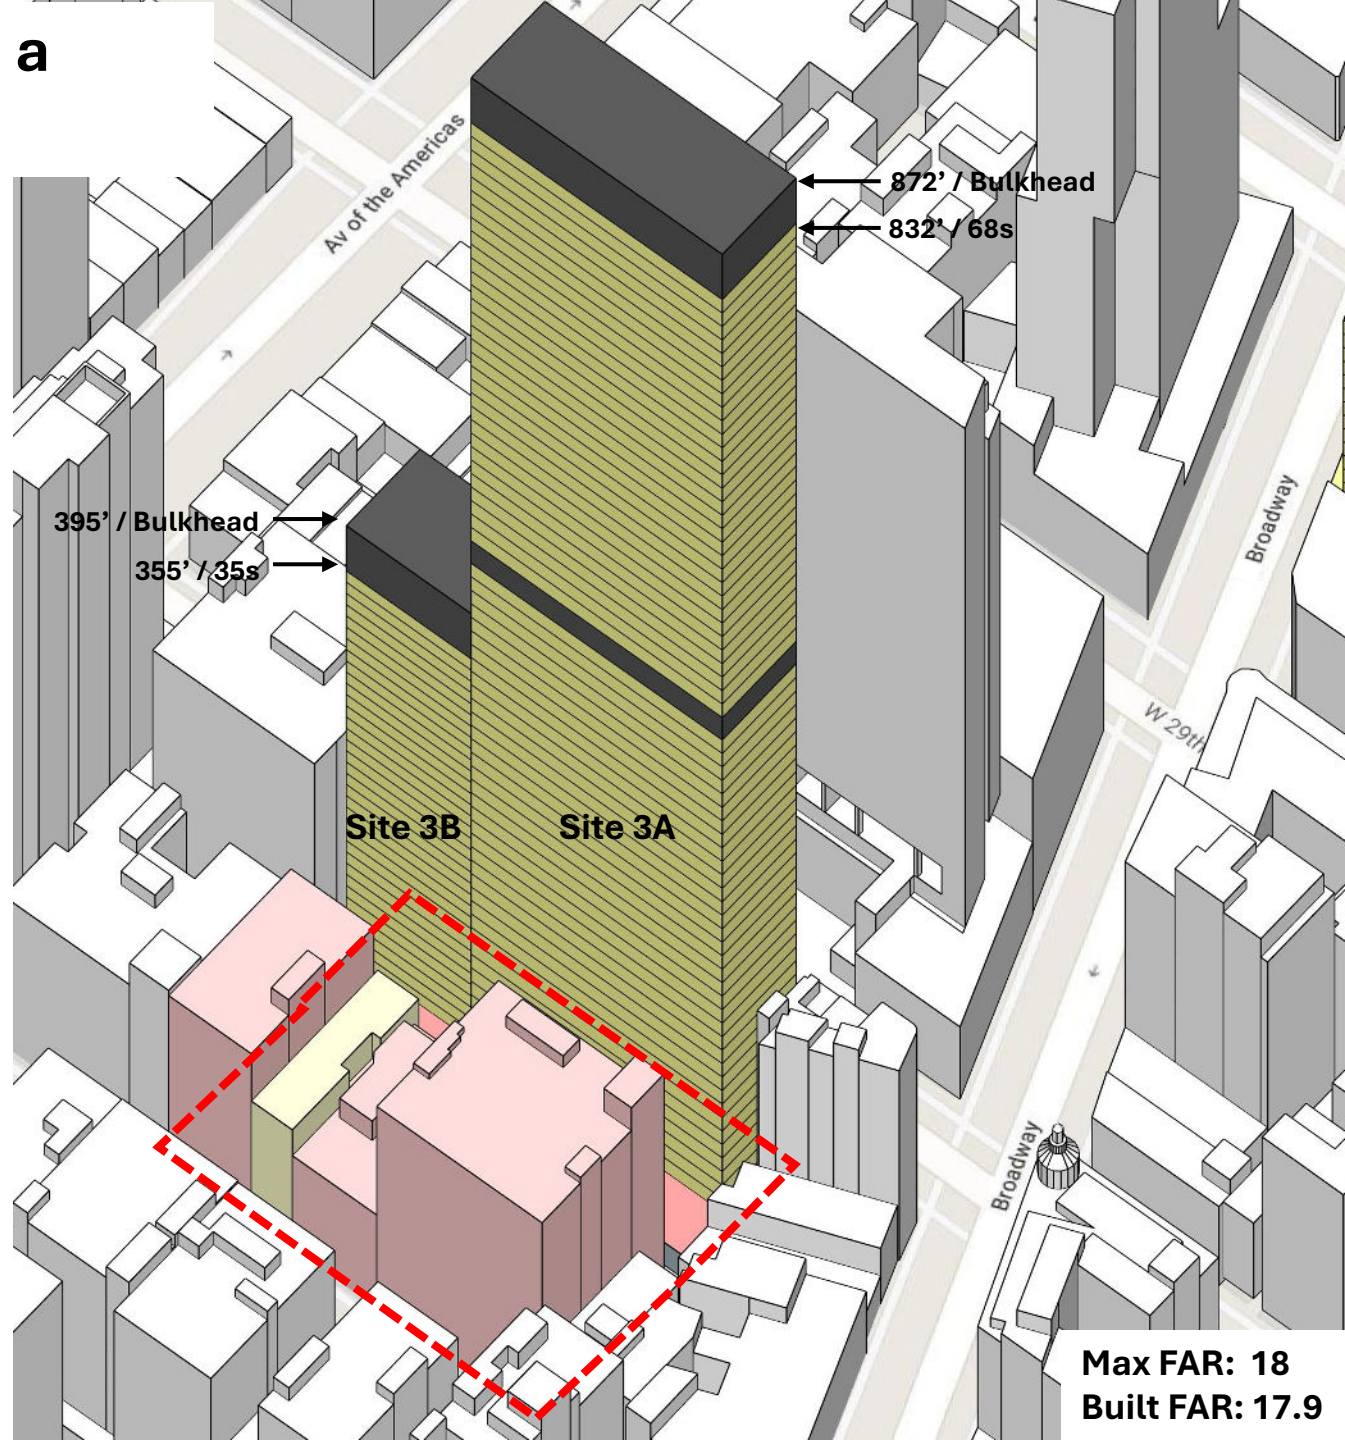 a
Av of the Americas
872’ / Bulkhead
832’ / 68s
395’ / Bulkhead
355’ / 35s
Broadway
W 29th
Site 3B
Site 3A
Broadway
Max FAR: 18
Built FAR: 17.9